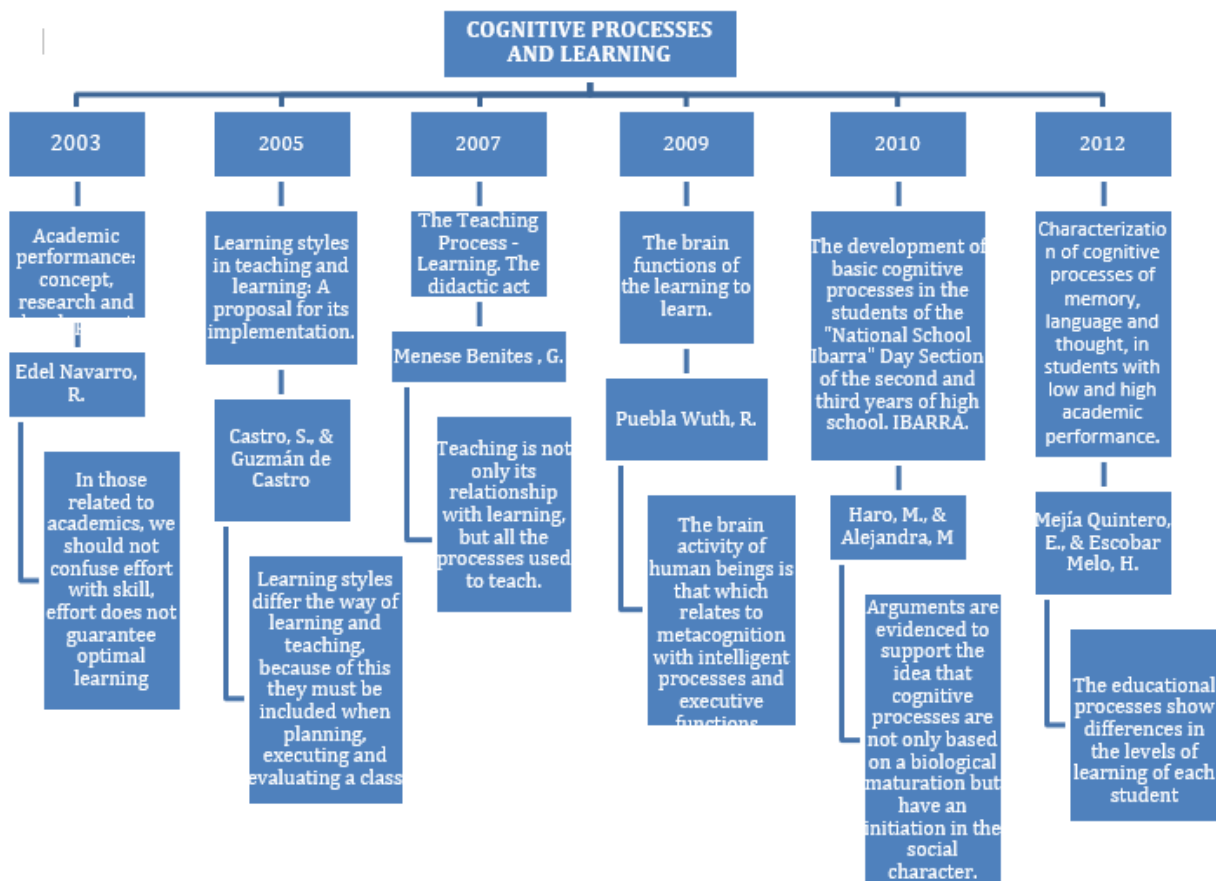 COGNITIVE PROCESSES
AND LEARNING
2003
Academic
performance:
concept,
research and
Edel Navarro,
R.
In those
related to
academics, we
should not
confuse effort
with skill,
effort does not
guarantee
optimal
learning
2005
Learning styles
in teaching and
learning: A
proposal for its
implementation.
Castro, S., &
Guzmán de
Castro
Learning styles
differ the way of
learning and
teaching,
because of this
they must be
included when
planning,
executing and
evaluating a class
2007
The Teaching
Process -
Learning. The
didactic act
Menese Benites , G.
Teaching is not
only its
relationship
with learning,
but all the
processes used
to teach.
2009
The brain
functions of
the learning to
learn.
Puebla Wuth, R.
The brain
activity of
human beings is
that which
relates to
metacognition
with intelligent
processes and
executive
functions
2010
The development of
basic cognitive
processes in the
students of the
"National School
Ibarra" Day Section
of the second and
third years of high
school. IBARRA.
Haro, M., &
Alejandra, M
Arguments are
evidenced to
support the
idea that
cognitive
processes are
not only based
on a biological
maturation but
have an
initiation in the
social
character.
2012
Characterizatio
n of cognitive
processes of
memory,
language and
thought, in
students with
low and high
academic
performance.
Mejía Quintero,
E., & Escobar
Melo, H.
The educational
processes show
differences in
the levels of
learning of each
student